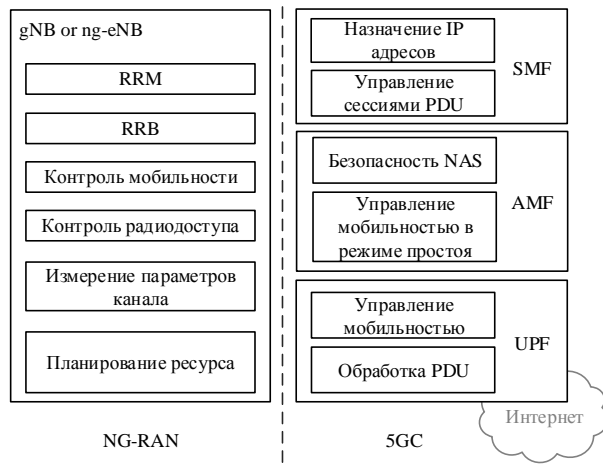 gNB or ng-eNB
RRM
RRB
Контроль мобильности
Контроль радиодоступа
Измерение параметров
канала
Планирование ресурса
NG-RAN
Назначение IP
адресов
Управление
сессиями PDU
SMF
Безопасность NAS
Управление
мобильностью в
режиме простоя
AMF
Управление
мобильностью
Обработка PDU
UPF
Интернет
5GC